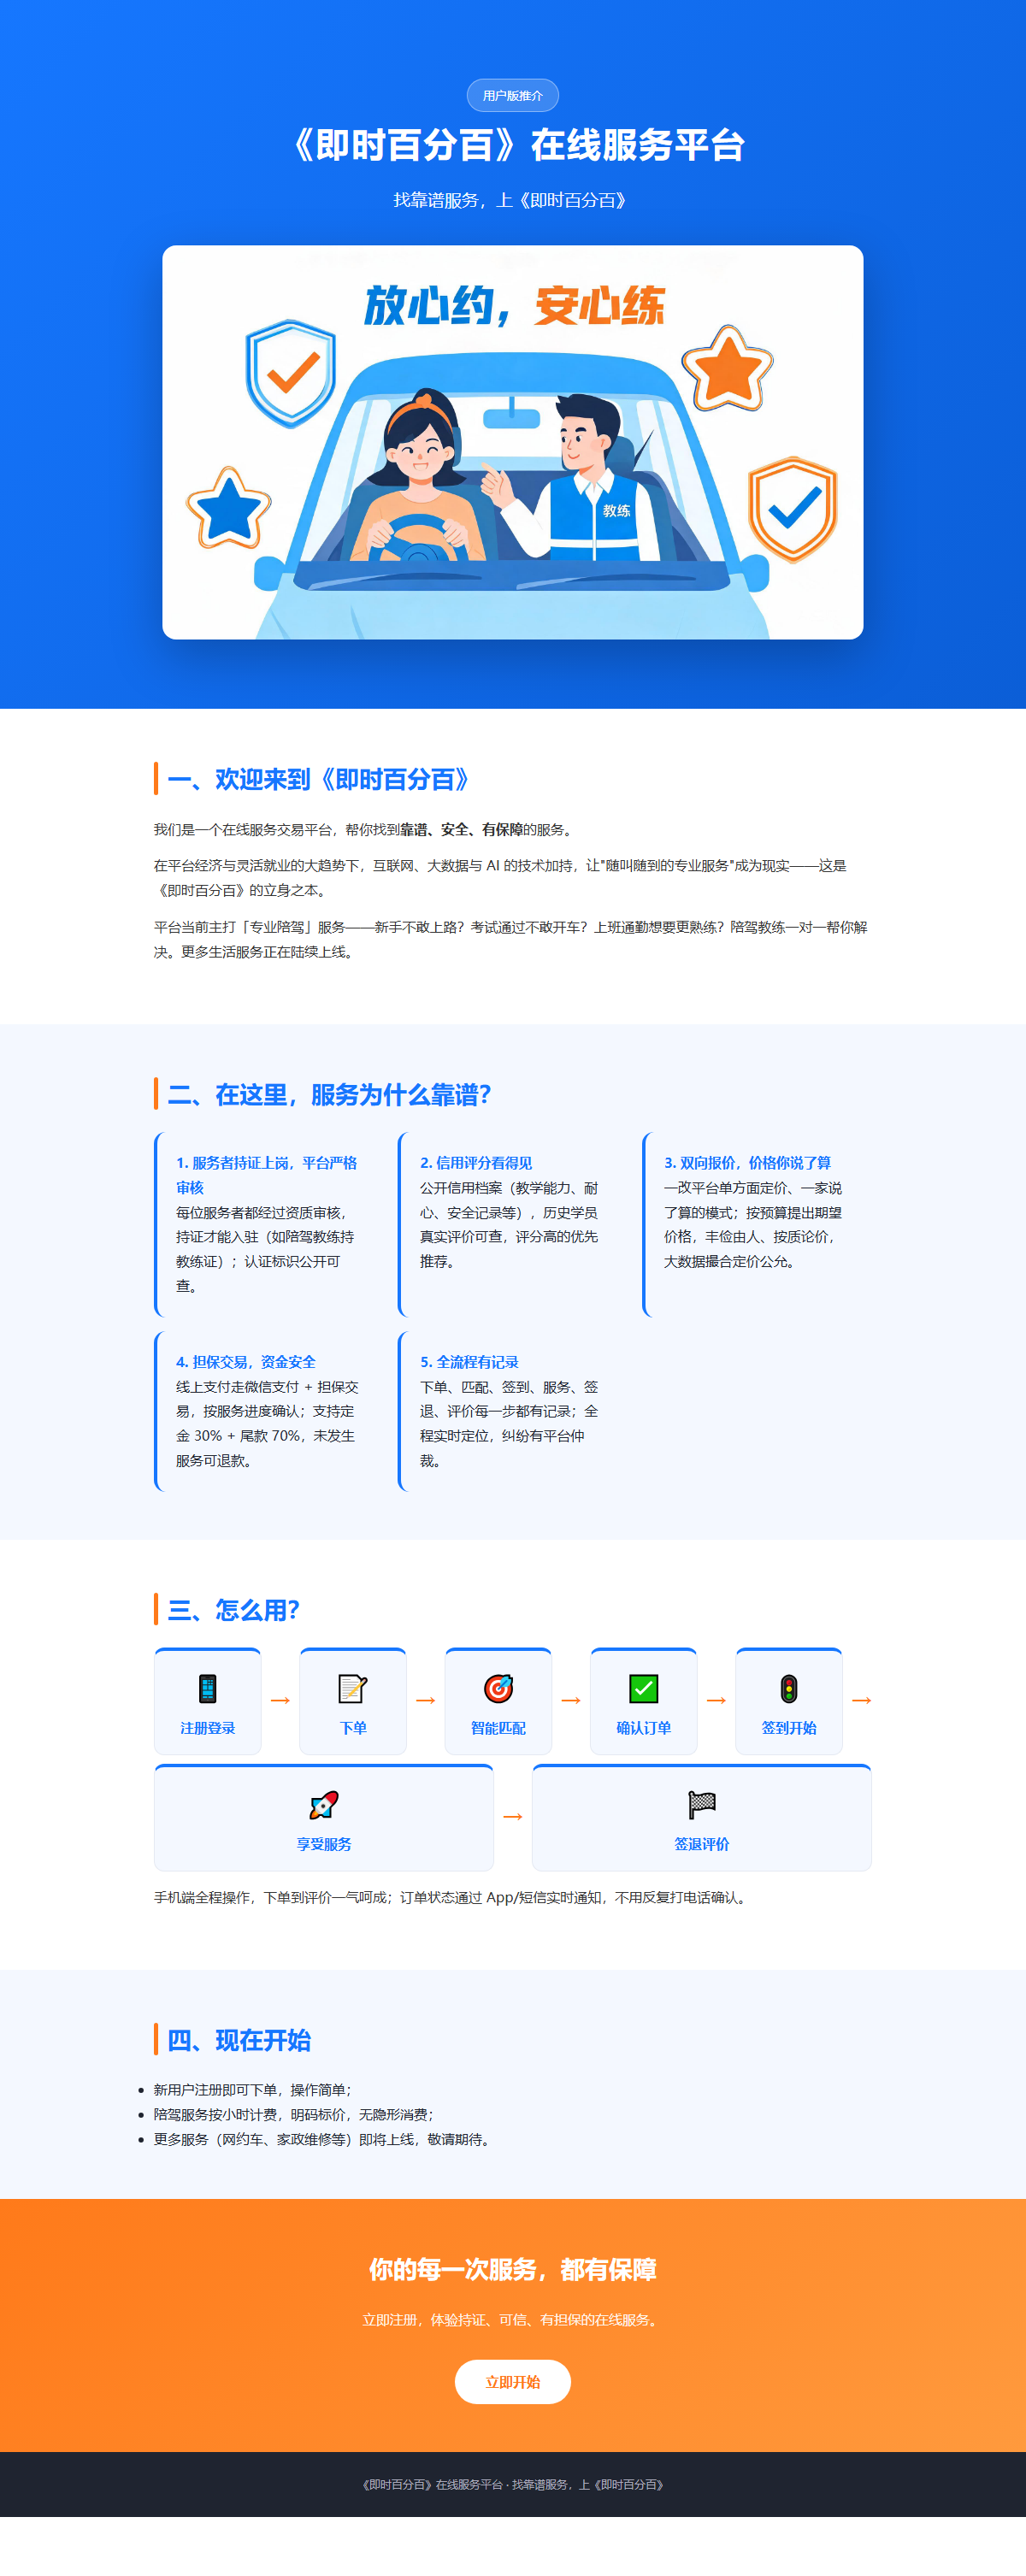 用户版推介
《即时百分百》在线服务平台
找靠谱服务，上《即时百分百》
放心约，安心练
教练
一、欢迎来到《即时百分百》
我们是一个在线服务交易平台，帮你找到靠谱、安全、有保障的服务。
在平台经济与灵活就业的大趋势下，互联网、大数据与 AI 的技术加持，让"随叫随到的专业服务"成为现实——这是
《即时百分百》的立身之本。
平台当前主打「专业陪驾」服务——新手不敢上路？考试通过不敢开车？上班通勤想要更熟练？陪驾教练一对一帮你解
决。更多生活服务正在陆续上线。
二、在这里，服务为什么靠谱？
1. 服务者持证上岗，平台严格
审核
每位服务者都经过资质审核，
持证才能入驻（如陪驾教练持
教练证）；认证标识公开可
查。
2. 信用评分看得见
公开信用档案（教学能力、耐
心、安全记录等），历史学员
真实评价可查，评分高的优先
推荐。
3. 双向报价，价格你说了算
一改平台单方面定价、一家说
了算的模式；按预算提出期望
价格，丰俭由人、按质论价，
大数据撮合定价公允。
4. 担保交易，资金安全
线上支付走微信支付 + 担保交
易，按服务进度确认；支持定
金 30% + 尾款 70%，未发生
服务可退款。
5. 全流程有记录
下单、匹配、签到、服务、签
退、评价每一步都有记录；全
程实时定位，纠纷有平台仲
裁。
三、怎么用？
注册登录
→
下单
→
智能匹配
→
确认订单
→
签到开始
→
享受服务
→
签退评价
手机端全程操作，下单到评价一气呵成；订单状态通过 App/短信实时通知，不用反复打电话确认。
四、现在开始
• 新用户注册即可下单，操作简单；
• 陪驾服务按小时计费，明码标价，无隐形消费；
• 更多服务（网约车、家政维修等）即将上线，敬请期待。
你的每一次服务，都有保障
立即注册，体验持证、可信、有担保的在线服务。
立即开始
《即时百分百》在线服务平台 · 找靠谱服务，上《即时百分百》